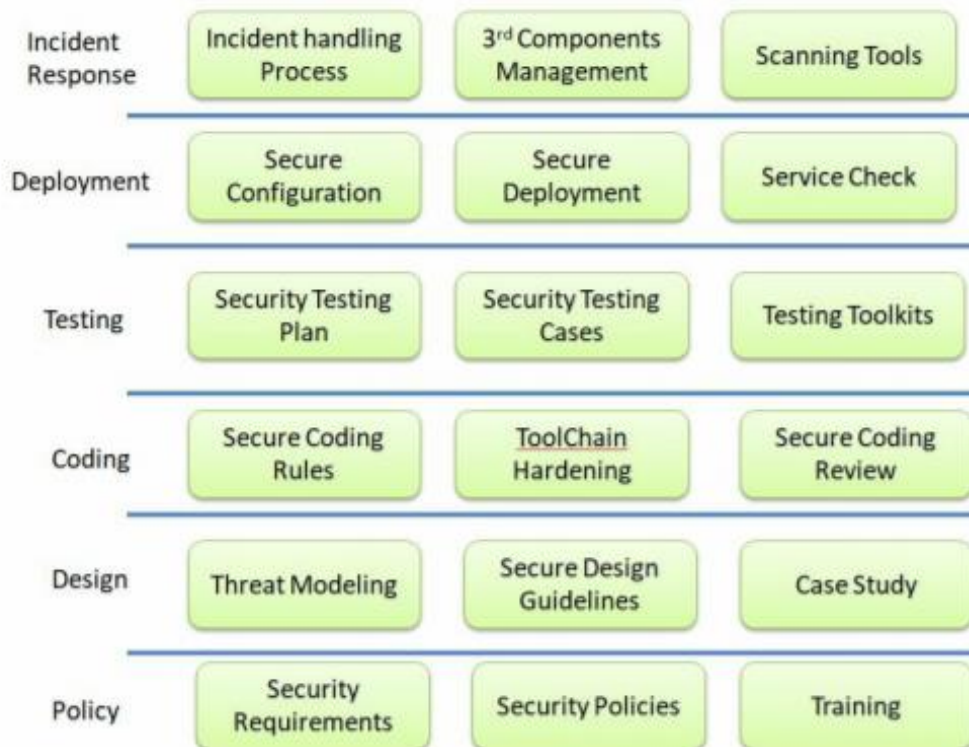 Incident
Response
Incident handling
Process
3rd Components
Management
Scanning Tools
Deployment
Secure
Configuration
Secure
Deployment
Service Check
Testing
Security Testing
Plan
Security Testing
Cases
Testing Toolkits
Coding
Secure Coding
Rules
ToolChain
Hardening
Secure Coding
Review
Design
Threat Modeling
Secure Design
Guidelines
Case Study
Policy
Security
Requirements
Security Policies
Training